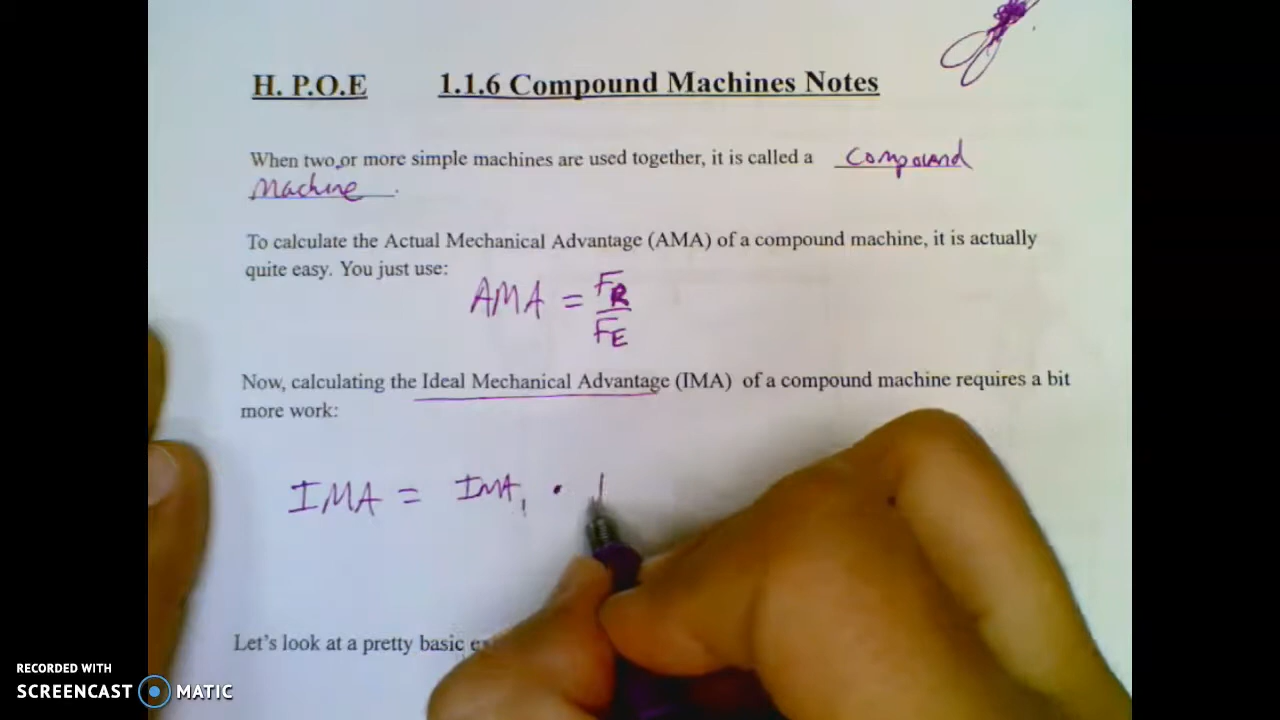 H. P.O.E 1.1.6 Compound Machines Notes
When two or more simple machines are used together, it is called a Compound
Machine.
To calculate the Actual Mechanical Advantage (AMA) of a compound machine, it is actually
quite easy. You just use:
AMA = FR
FE
Now, calculating the Ideal Mechanical Advantage (IMA) of a compound machine requires a bit
more work:
IMA = IMA1 ·
Let's look at a pretty basic
RECORDED WITH
SCREENCAST MATIC